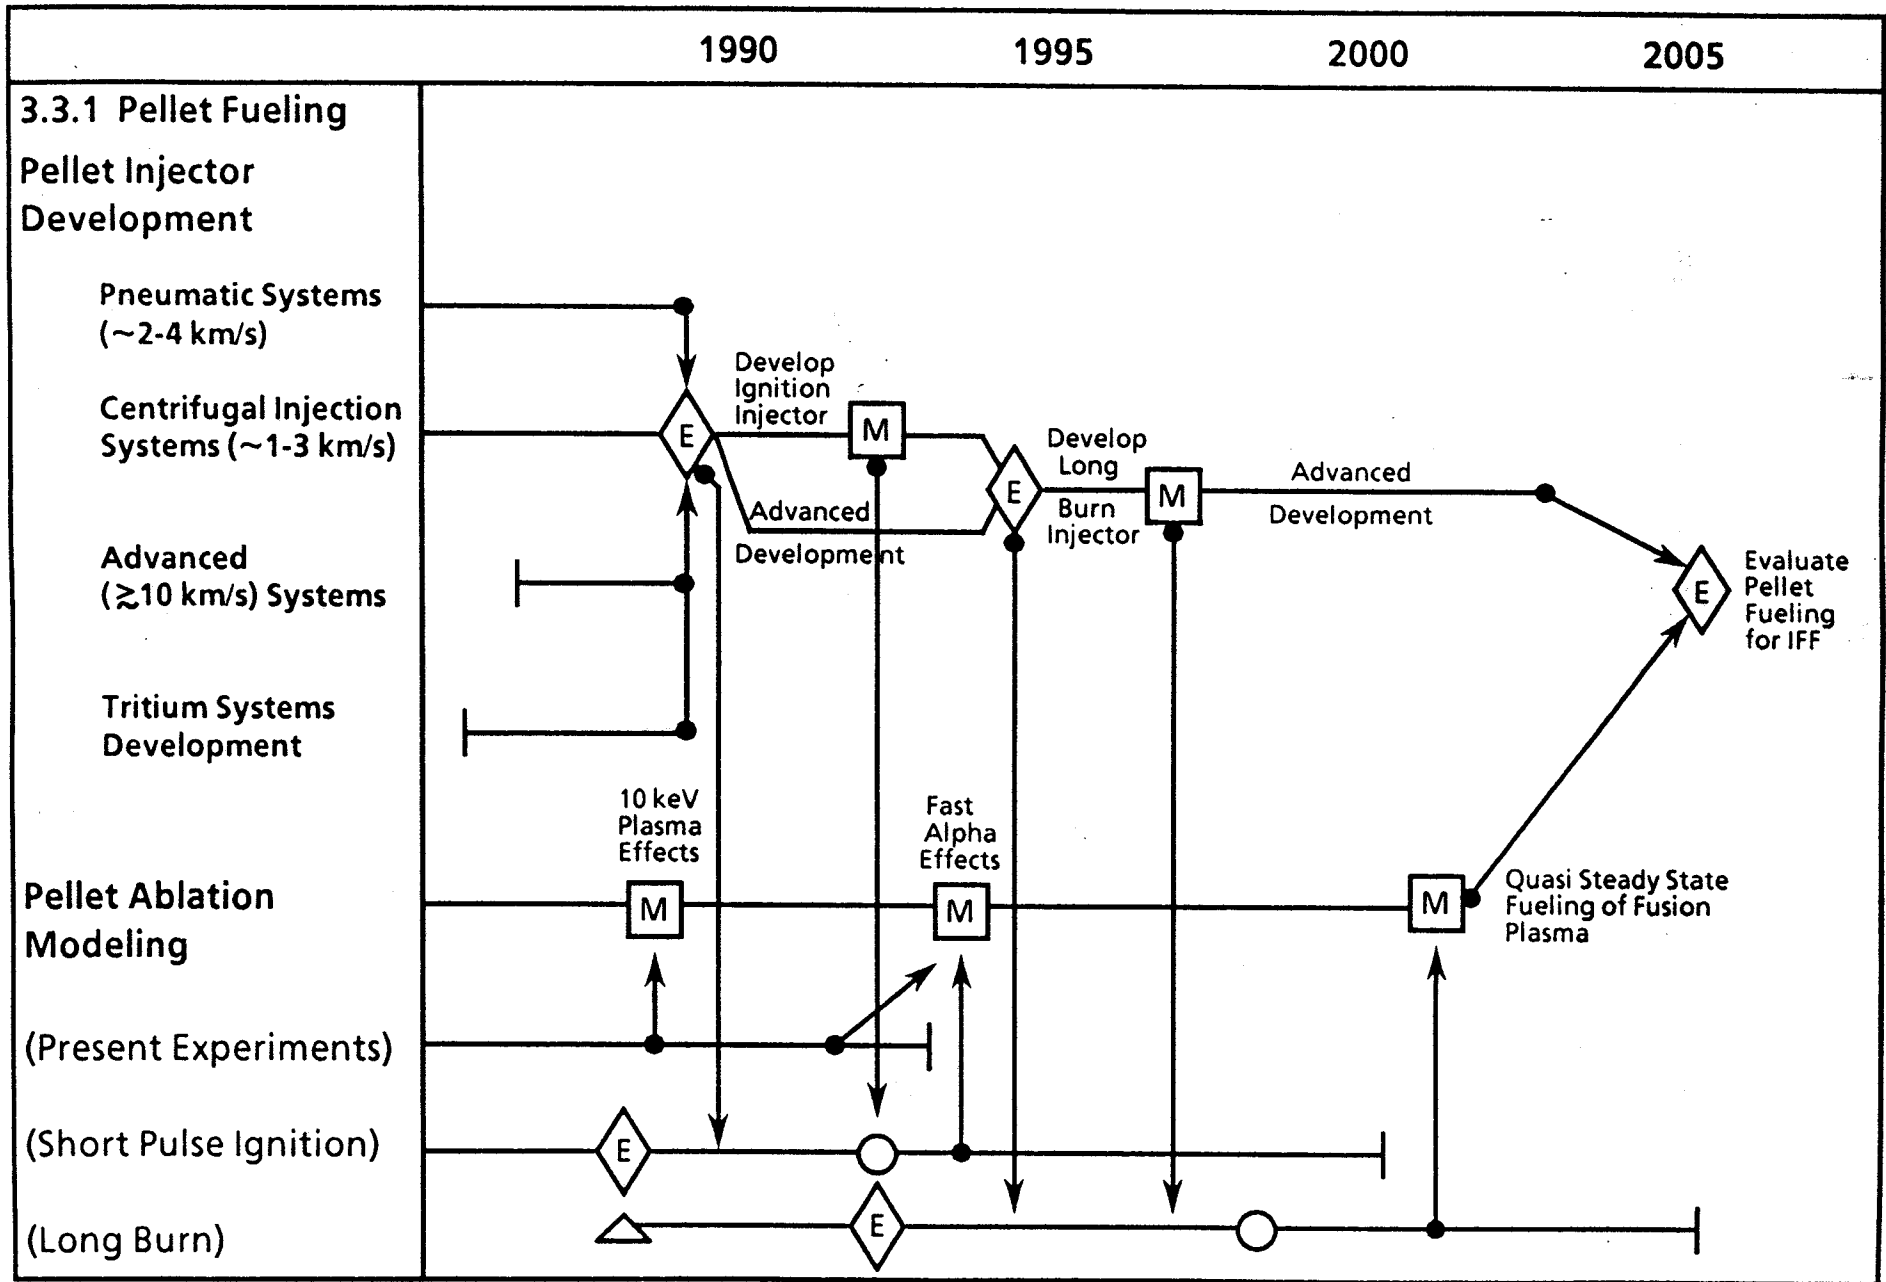 1990 1995 2000 2005
3.3.1 Pellet Fueling
Pellet Injector
Development
Pneumatic Systems
(~2-4 km/s)
Centrifugal Injection
Systems (~1-3 km/s)
Advanced
(≳10 km/s) Systems
Tritium Systems
Development
E
Develop
Ignition
Injector
M
Advanced
Development
E
Develop
Long
Burn
Injector
M
Advanced
Development
E
Evaluate
Pellet
Fueling
for IFF
Pellet Ablation
Modeling
10 keV
Plasma
Effects
M
Fast
Alpha
Effects
M
M
Quasi Steady State
Fueling of Fusion
Plasma
(Present Experiments)
(Short Pulse Ignition)
E
(Long Burn)
E